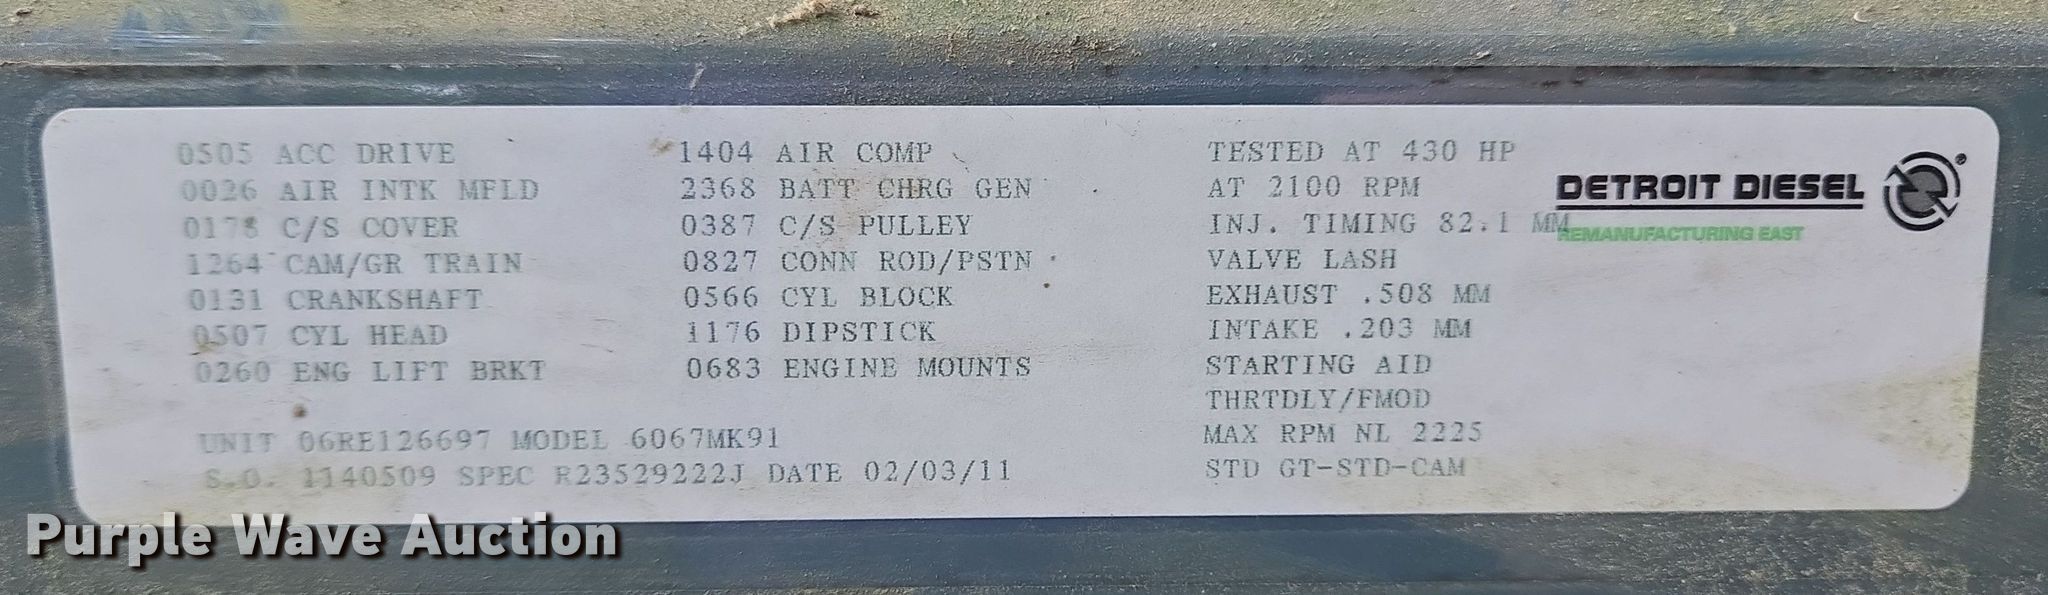 0505 ACC DRIVE
0026 AIR INTK MFLD
0178 C/S COVER
1264 CAM/GR TRAIN
0131 CRANKSHAFT
0507 CYL HEAD
0260 ENG LIFT BRKT
1404 AIR COMP
2368 BATT CHRG GEN
0387 C/S PULLEY
0827 CONN ROD/PSTN
0566 CYL BLOCK
1176 DIPSTICK
0683 ENGINE MOUNTS
UNIT 06RE126697 MODEL 6067MK91
S.O. 1140509 SPEC R23529222J DATE 02/03/11
TESTED AT 430 HP
AT 2100 RPM
INJ. TIMING 82.1 MM
VALVE LASH
EXHAUST .508 MM
INTAKE .203 MM
STARTING AID
THRTDLY/FMOD
MAX RPM NL 2225
STD GT-STD-CAM
DETROIT DIESEL ®
REMANUFACTURING EAST
Purple Wave Auction